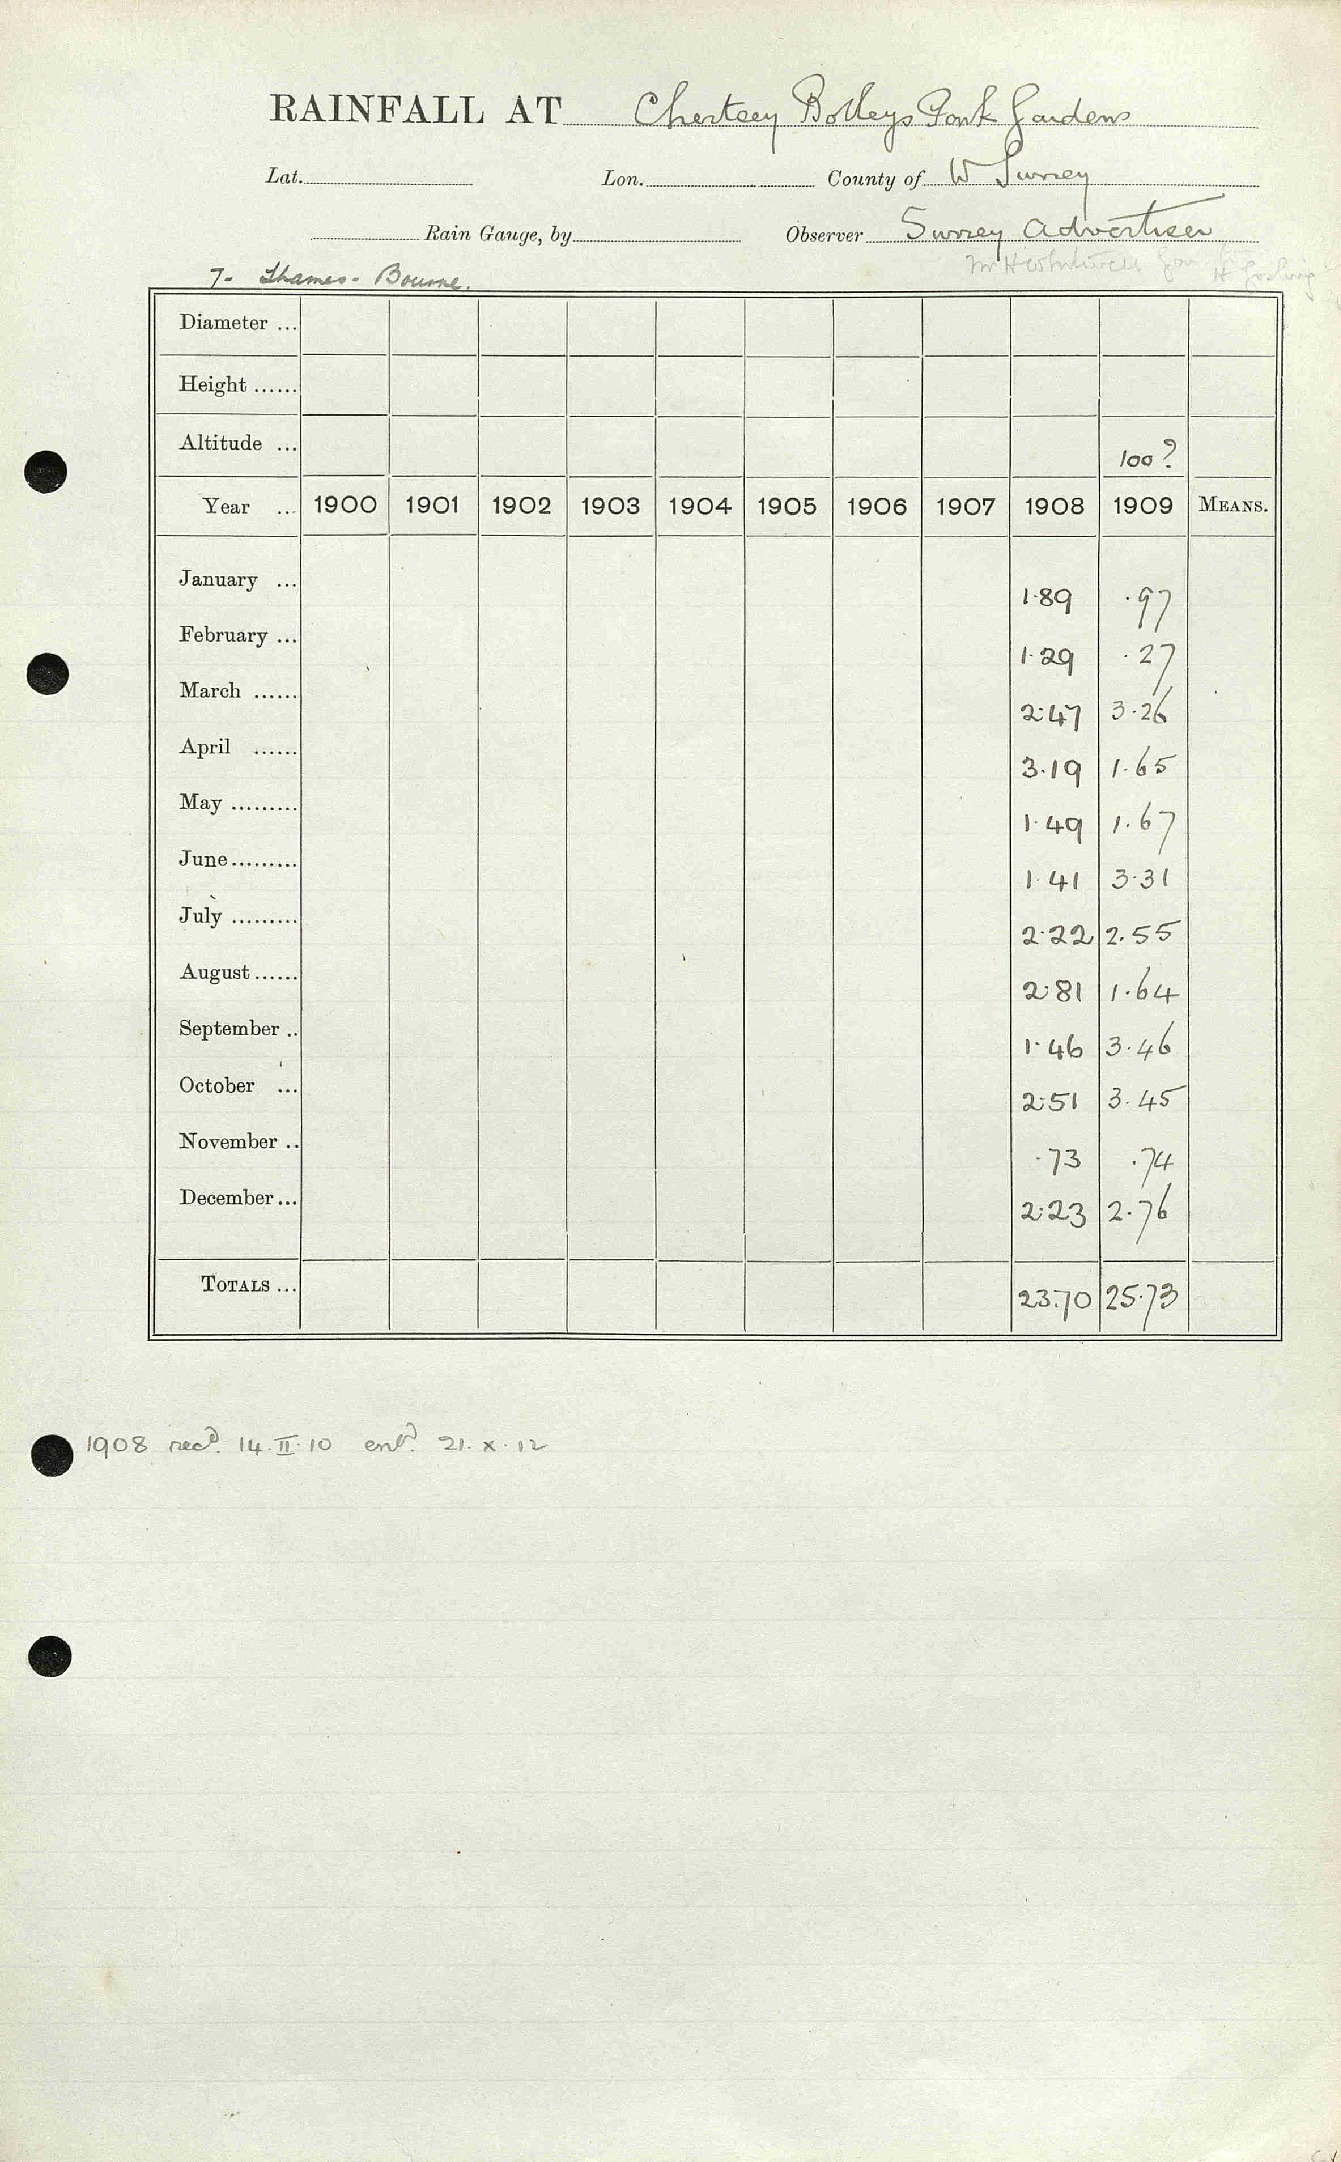 RAINFALL AT Chertsey Botleys Park Gardens
Lat. Lon. County of W Surrey
Rain Gauge, by Observer Surrey Advertiser
7- Thames - Bourne.
Diameter ...
Height ......
Altitude ... 100?
Year ... 1900 1901 1902 1903 1904 1905 1906 1907 1908 1909 MEANS.
January ... 1.89 .97
February ... 1.29 .27
March ...... 2.47 3.26
April ...... 3.19 1.65
May ......... 1.49 1.67
June ......... 1.41 3.31
July ......... 2.22 2.55
August ...... 2.81 1.64
September .. 1.46 3.46
October ... 2.51 3.45
November .. .73 .74
December ... 2.23 2.76
TOTALS ... 23.70 25.73
1908 recd. 14.II.10 entd. 21.x.12